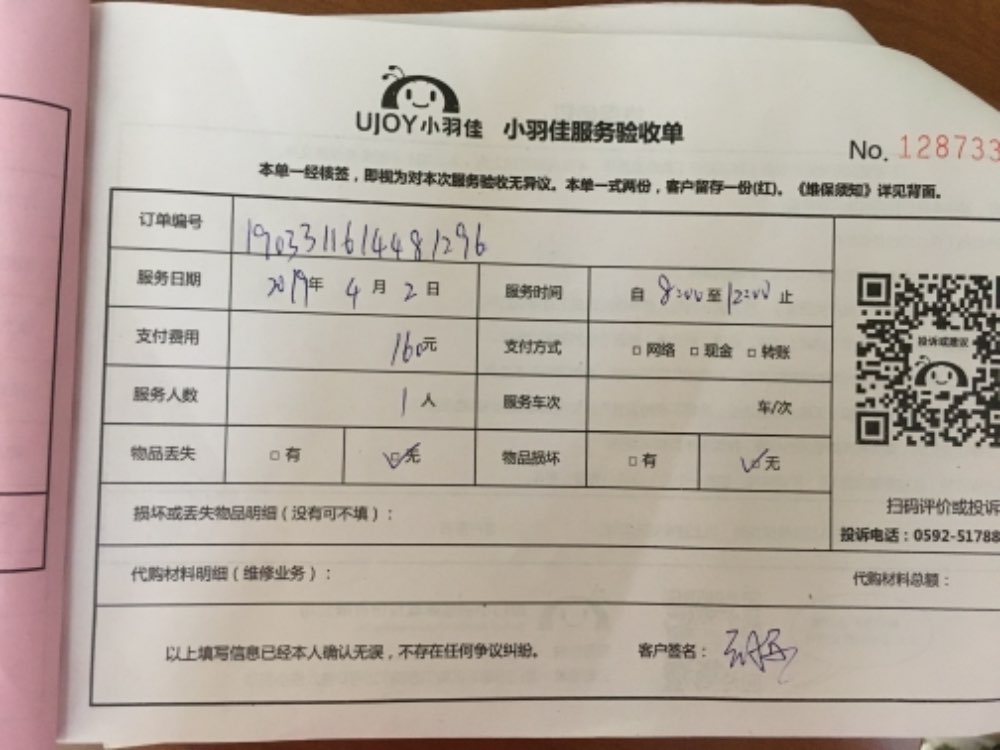 UJOY小羽佳 小羽佳服务验收单
No. 128733
本单一经核签，即视为对本次服务验收无异议。本单一式两份，客户留存一份(红)。《维保须知》详见背面。
订单编号 1903311614481296
服务日期 2019年 4 月 2 日 服务时间 自 8:00 至 12:00 止
支付费用 160元 支付方式 □ 网络 □ 现金 □ 转账
服务人数 1 人 服务车次 车/次
投诉或建议
物品丢失 □ 有 ☑ 无 物品损坏 □ 有 ☑ 无
损坏或丢失物品明细（没有可不填）：
扫码评价或投诉
投诉电话：0592-51788
代购材料明细（维修业务）： 代购材料总额：
以上填写信息已经本人确认无误，不存在任何争议纠纷。 客户签名：